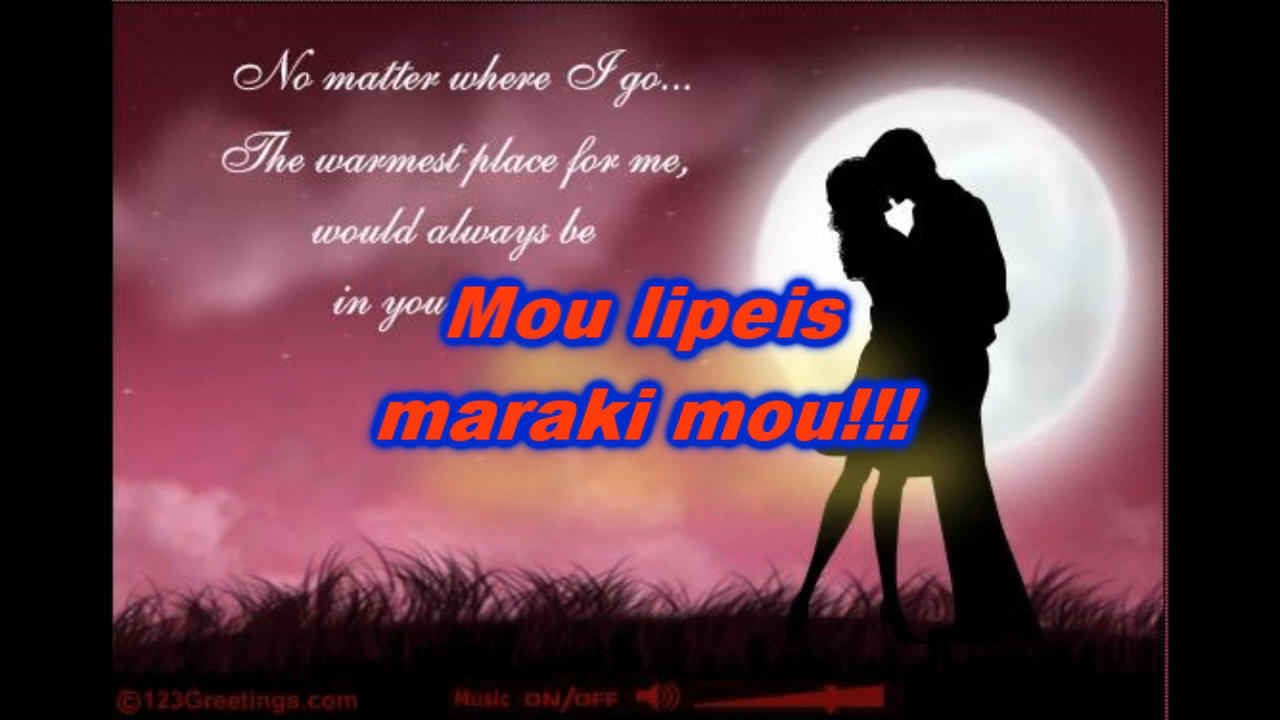 No matter where I go...
The warmest place for me,
would always be
in you
Mou lipeis
maraki mou!!!
©123Greetings.com
Music ON/OFF